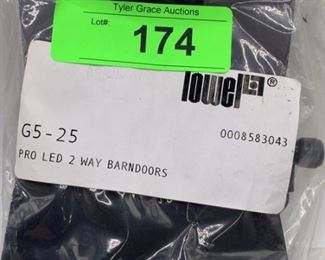 Tyler Grace Auctions
Lot#:
174
lowel®
G5-25
0008583043
PRO LED 2 WAY BARNDOORS